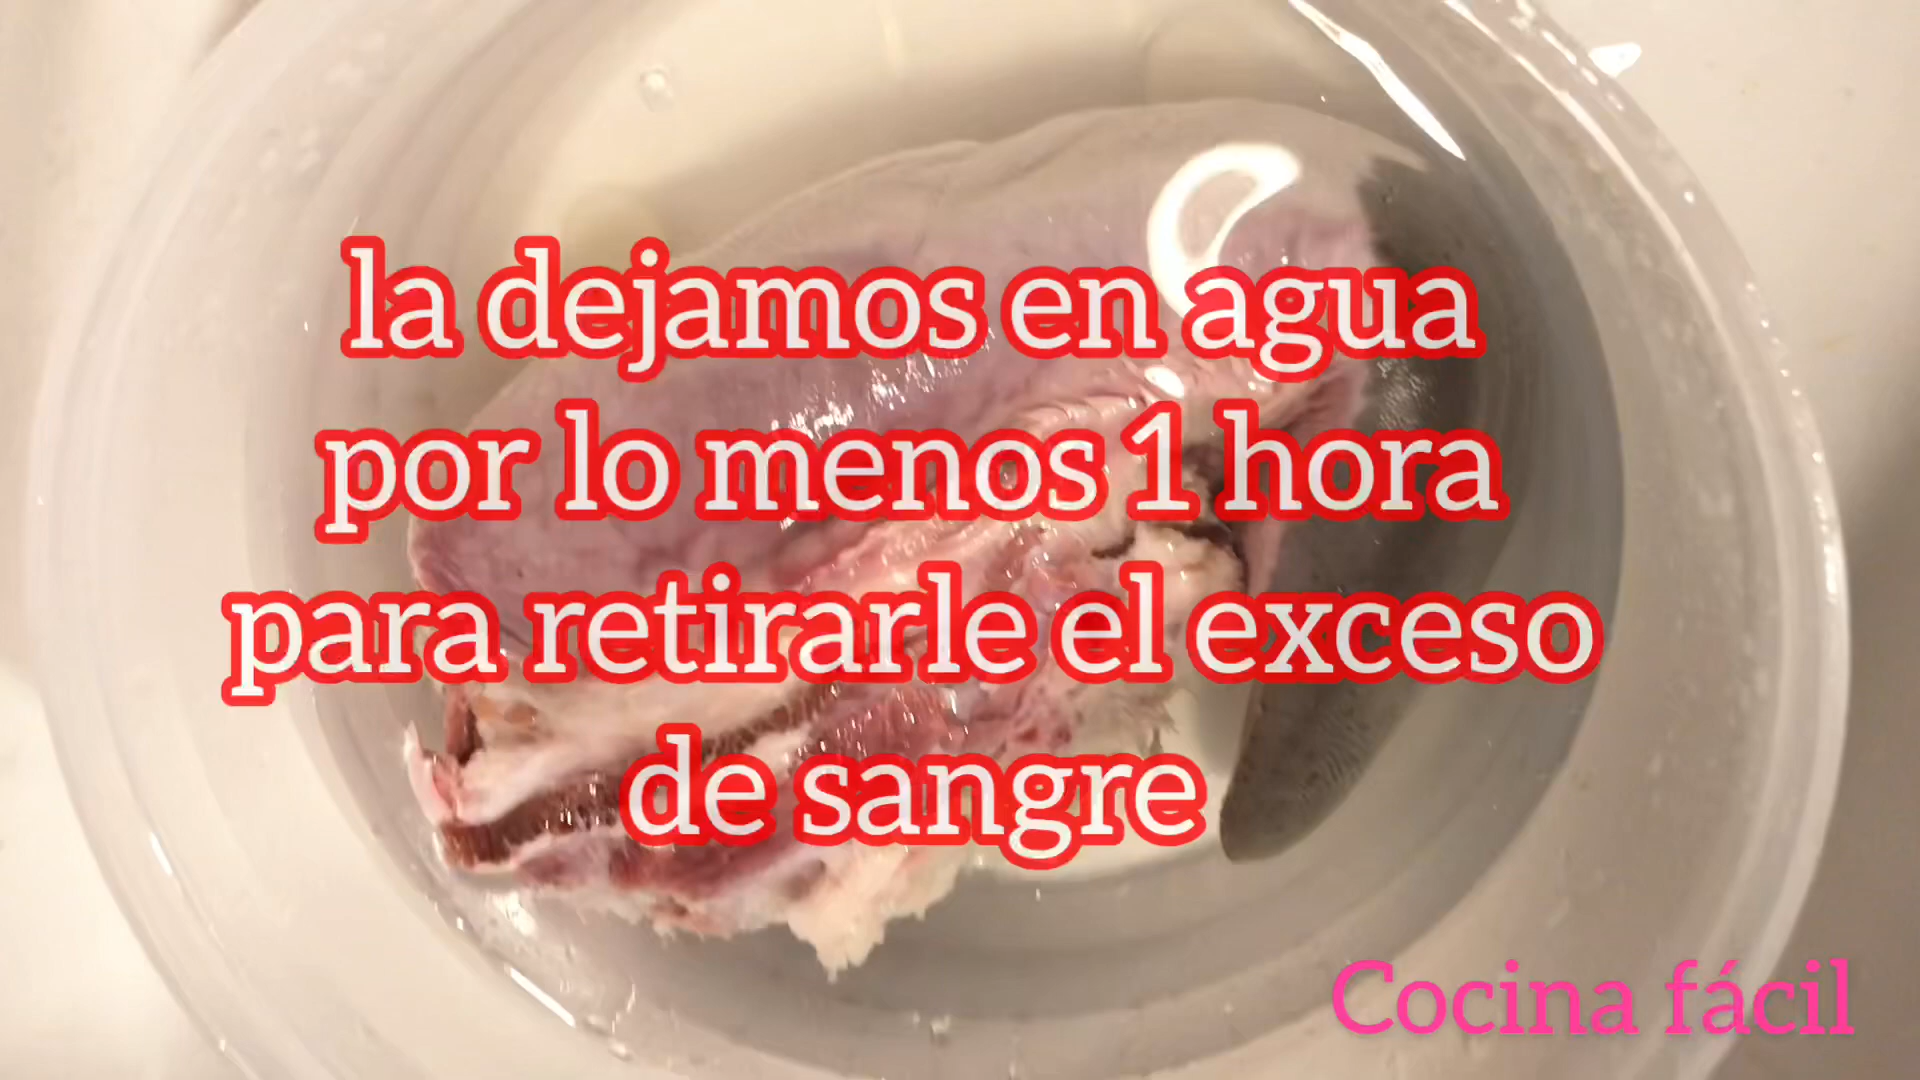 la dejamos en agua
por lo menos 1 hora
para retirarle el exceso
de sangre
Cocina fácil